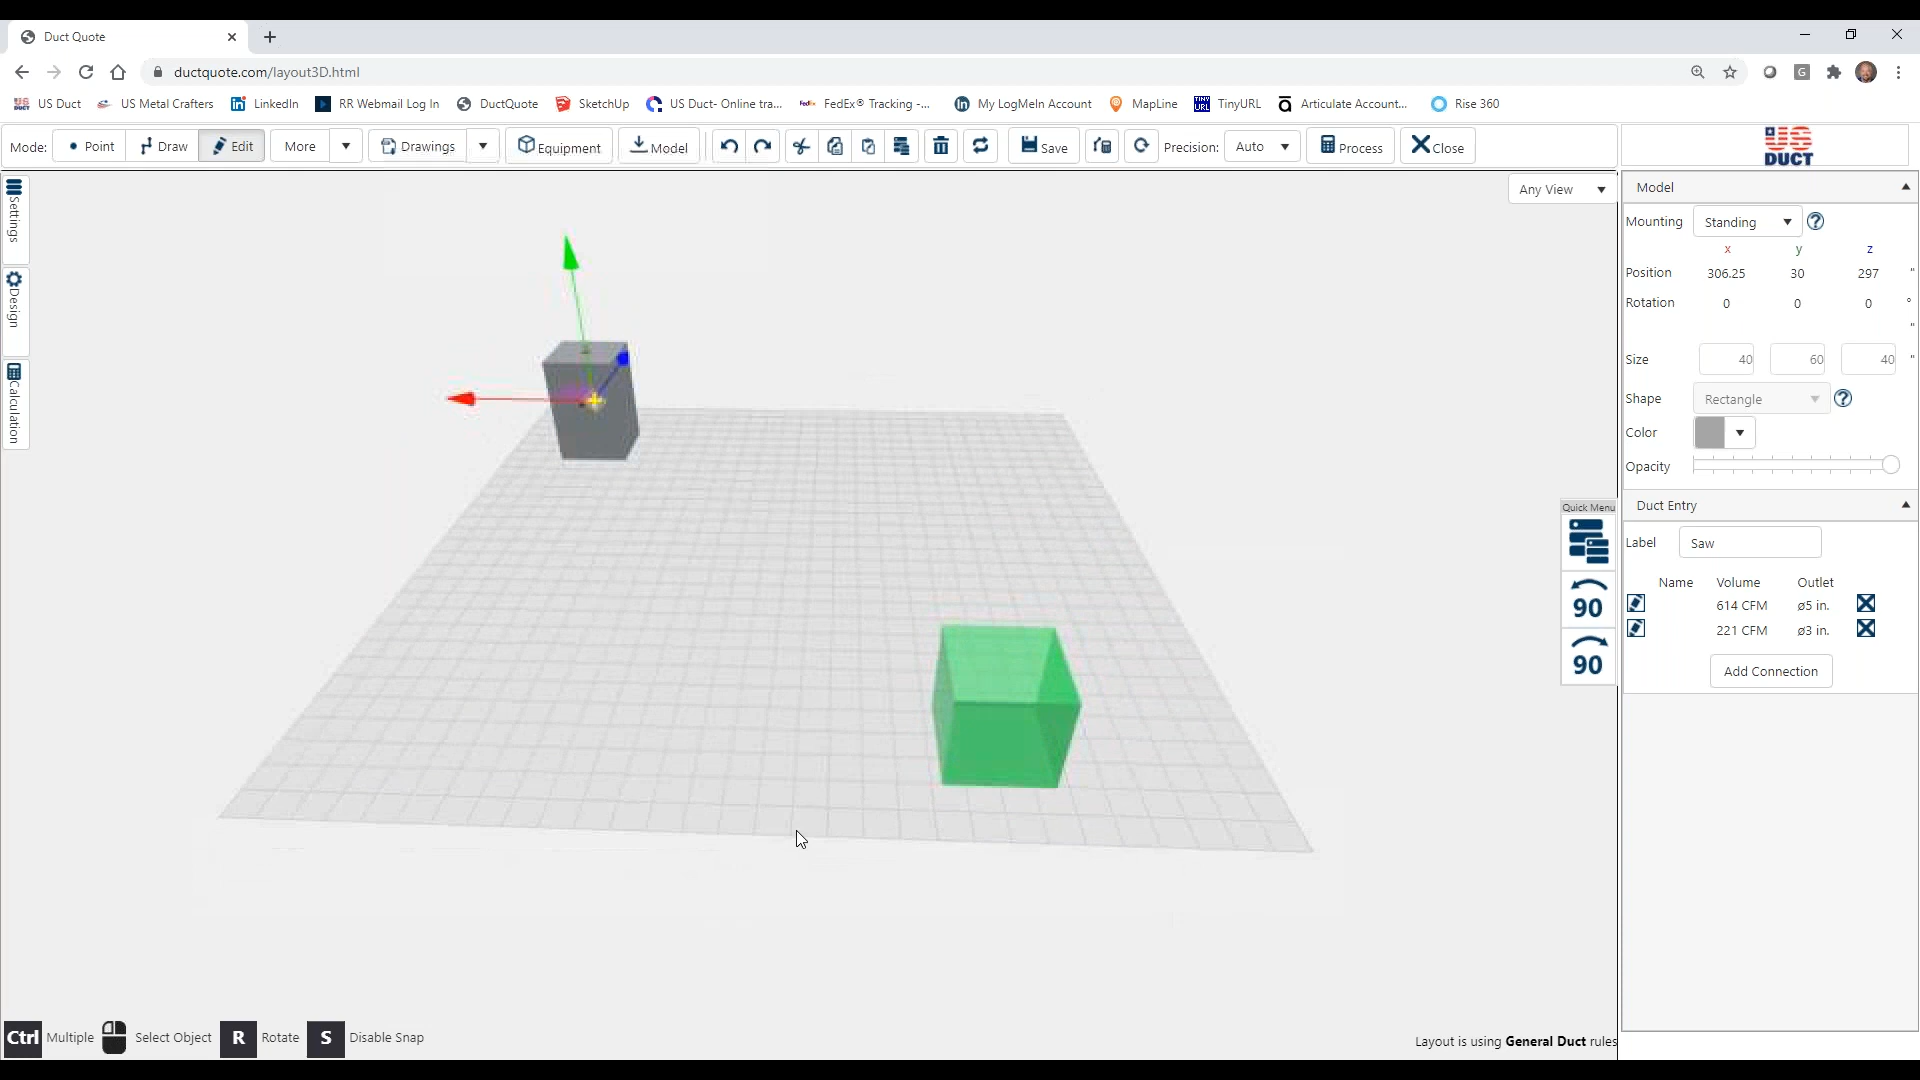 Duct Quote
ductquote.com/layout3D.html
US Duct US Metal Crafters LinkedIn RR Webmail Log In DuctQuote SketchUp US Duct- Online tra... FedEx® Tracking -... My LogMeIn Account MapLine TinyURL Articulate Account... Rise 360
Mode: Point Draw Edit More Drawings Equipment Model Save Precision: Auto Process Close
US DUCT
Settings
Design
Calculation
Any View
Model
Mounting Standing
x y z
Position 306.25 30 297 "
Rotation 0 0 0 °
"
Size 40 60 40 "
Shape Rectangle
Color
Opacity
Quick Menu
90
90
Duct Entry
Label Saw
Name Volume Outlet
614 CFM ø5 in.
221 CFM ø3 in.
Add Connection
Ctrl Multiple Select Object R Rotate S Disable Snap
Layout is using General Duct rules